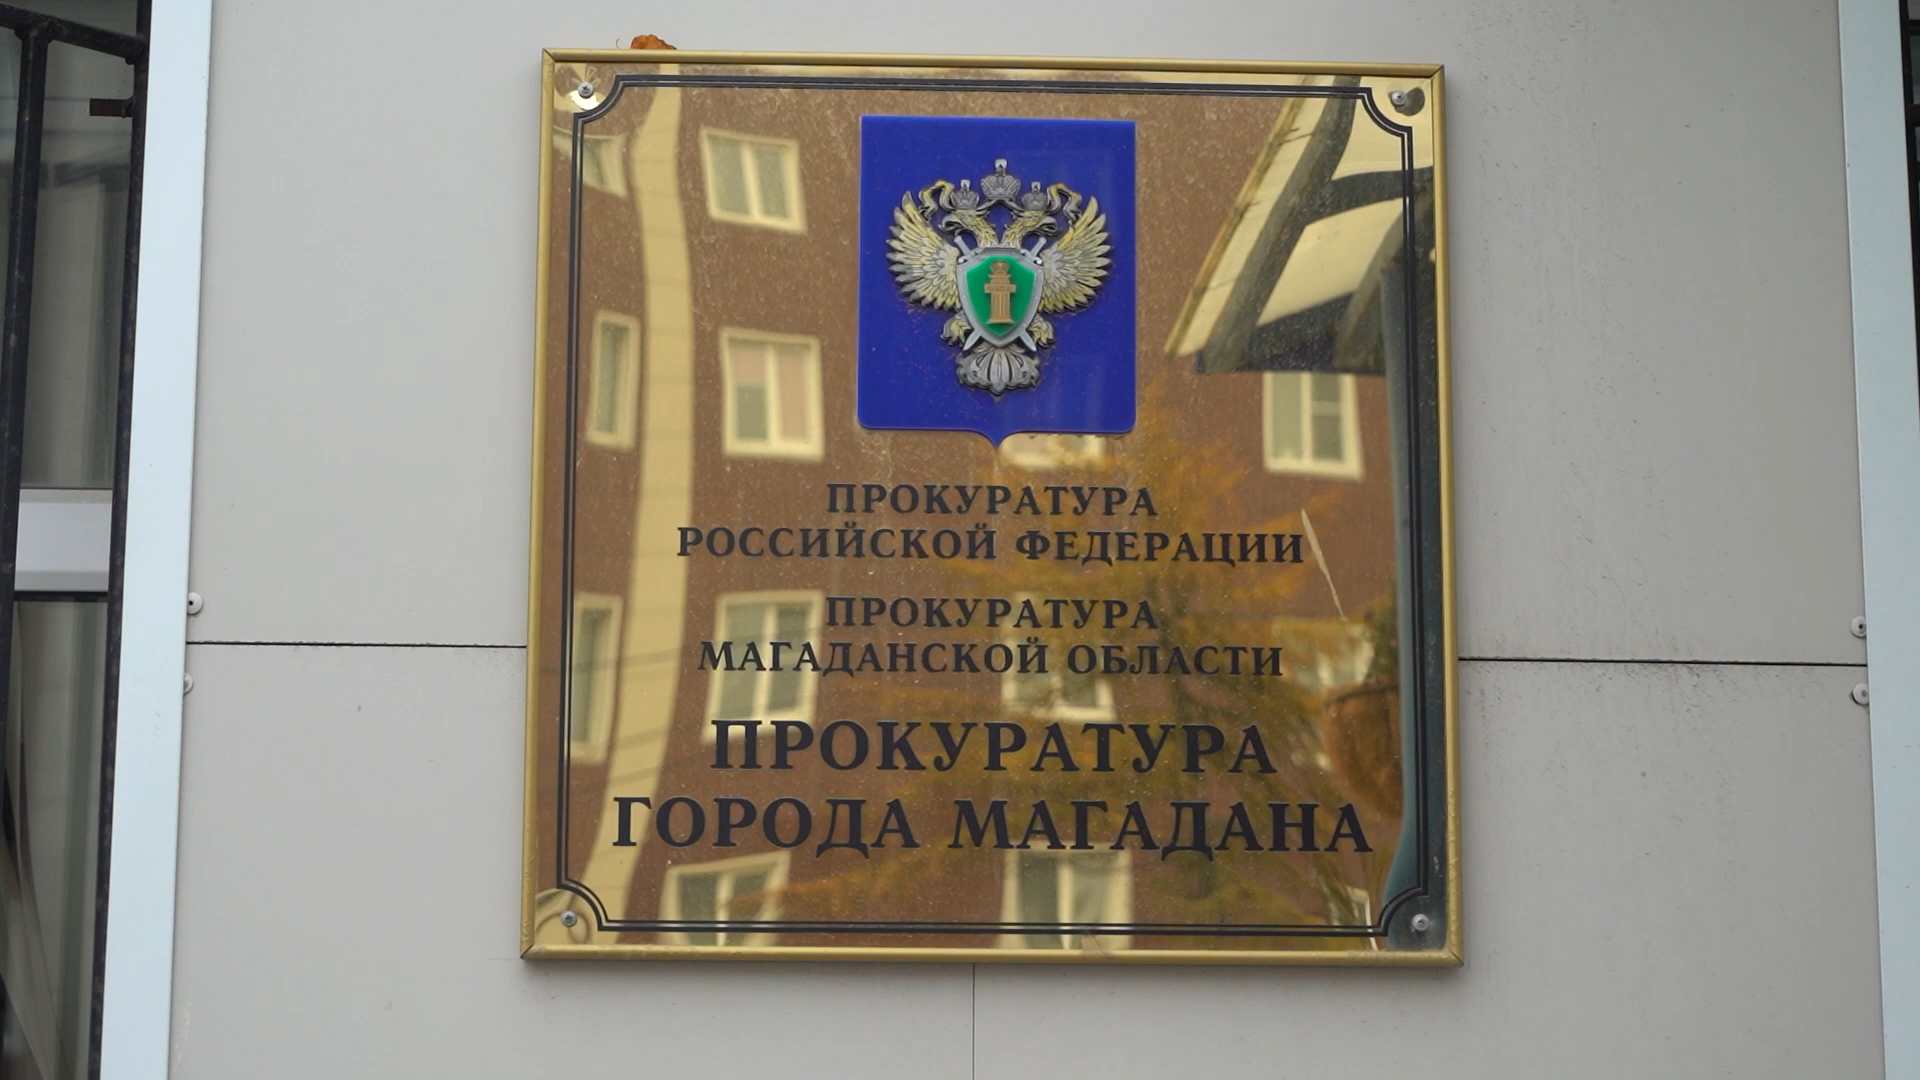 ПРОКУРАТУРА
РОССИЙСКОЙ ФЕДЕРАЦИИ
ПРОКУРАТУРА
МАГАДАНСКОЙ ОБЛАСТИ
ПРОКУРАТУРА
ГОРОДА МАГАДАНА